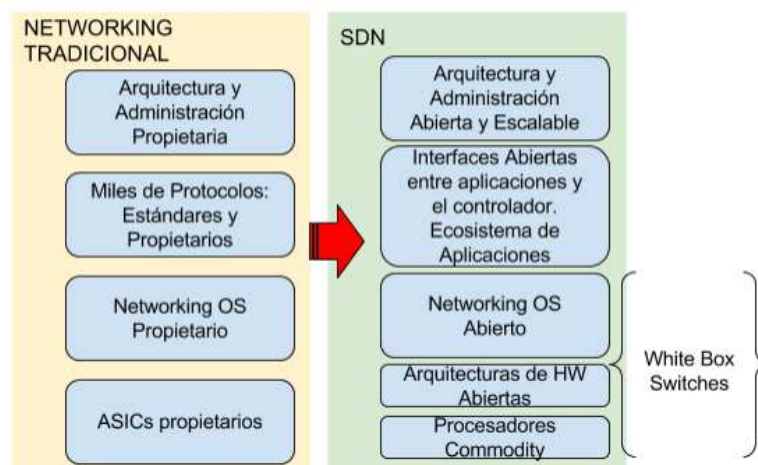 NETWORKING
TRADICIONAL
Arquitectura y
Administración
Propietaria
Miles de Protocolos:
Estándares y
Propietarios
Networking OS
Propietario
ASICs propietarios
SDN
Arquitectura y
Administración
Abierta y Escalable
Interfaces Abiertas
entre aplicaciones y
el controlador.
Ecosistema de
Aplicaciones
Networking OS
Abierto
Arquitecturas de HW
Abiertas
Procesadores
Commodity
White Box
Switches